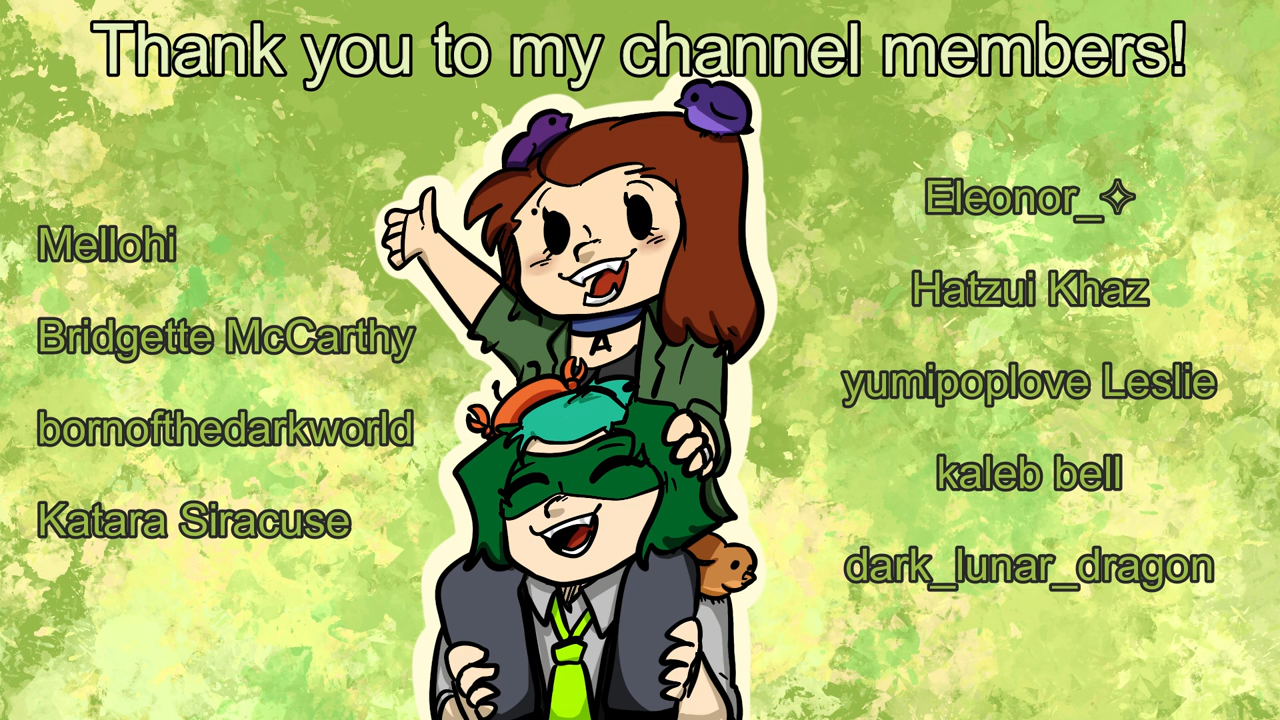 Thank you to my channel members!
Mellohi
Bridgette McCarthy
bornofthedarkworld
Katara Siracuse
Eleonor_✧
Hatzui Khaz
yumipoplove Leslie
kaleb bell
dark_lunar_dragon
A